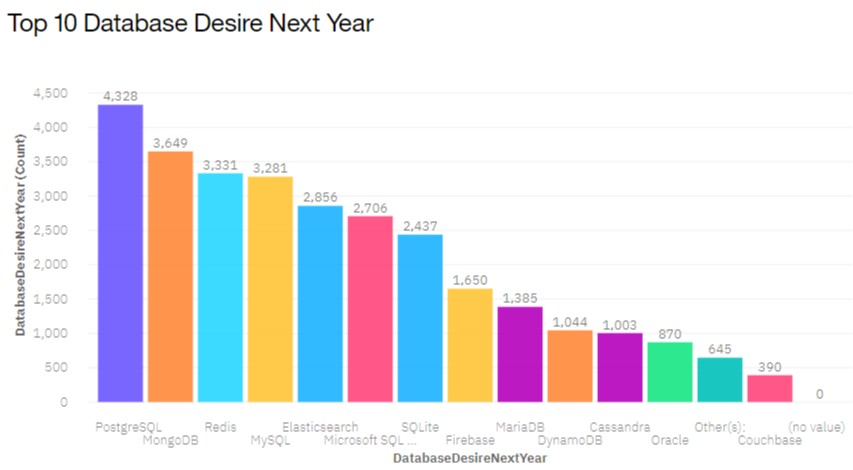 Top 10 Database Desire Next Year
DatabaseDesireNextYear (Count)
4,500
4,000
3,500
3,000
2,500
2,000
1,500
1,000
500
0
4,328
3,649
3,331
3,281
2,856
2,706
2,437
1,650
1,385
1,044
1,003
870
645
390
0
PostgreSQL
MongoDB
Redis
MySQL
Elasticsearch
Microsoft SQL ...
SQLite
Firebase
MariaDB
DynamoDB
Cassandra
Oracle
Other(s):
Couchbase
(no value)
DatabaseDesireNextYear